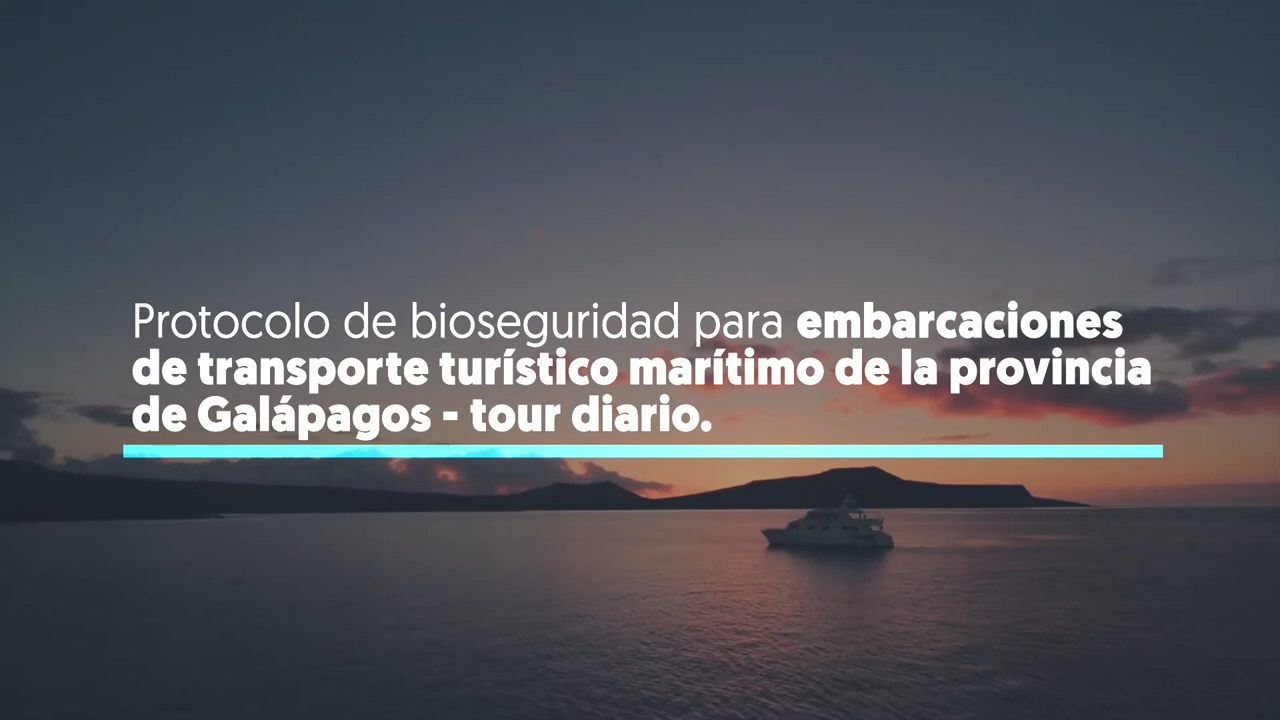 Protocolo de bioseguridad para embarcaciones
de transporte turístico marítimo de la provincia
de Galápagos - tour diario.